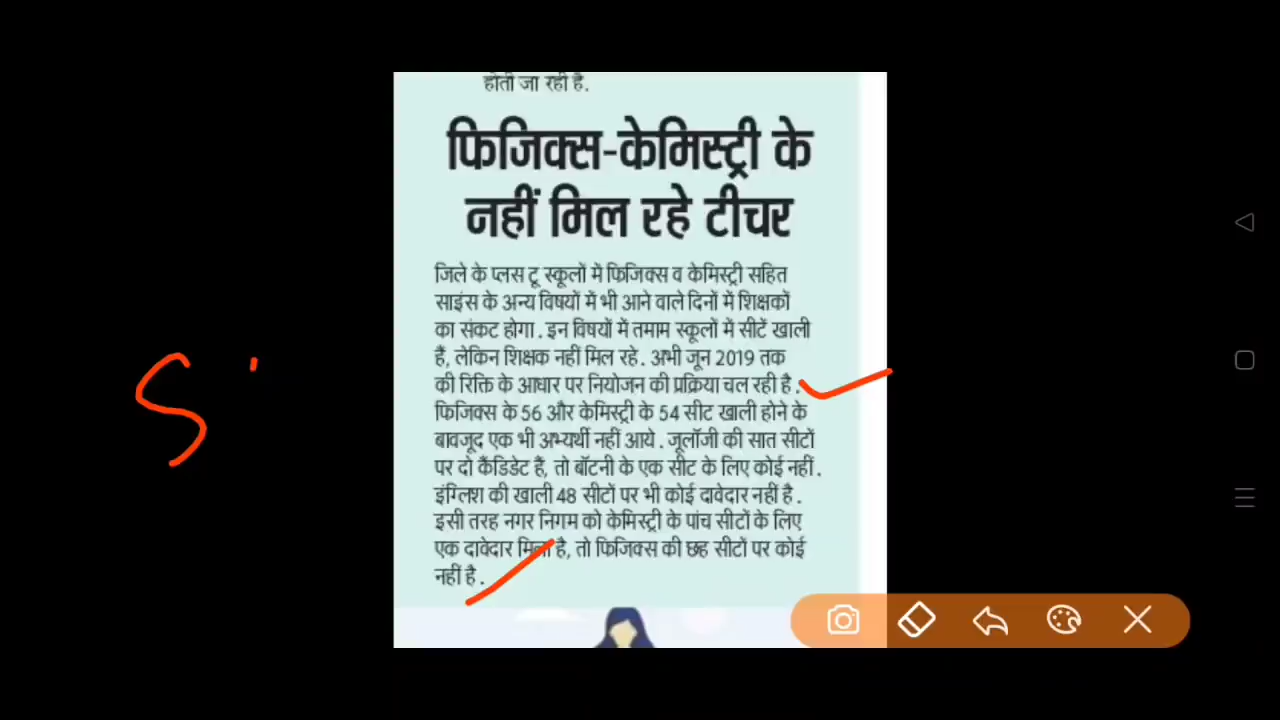 होती जा रही है.
फिजिक्स-केमिस्ट्री के
नहीं मिल रहे टीचर
जिले के प्लस टू स्कूलों में फिजिक्स व केमिस्ट्री सहित
साइंस के अन्य विषयों में भी आने वाले दिनों में शिक्षकों
का संकट होगा. इन विषयों में तमाम स्कूलों में सीटें खाली
हैं, लेकिन शिक्षक नहीं मिल रहे. अभी जून 2019 तक
की रिक्ति के आधार पर नियोजन की प्रक्रिया चल रही है.
फिजिक्स के 56 और केमिस्ट्री के 54 सीट खाली होने के
बावजूद एक भी अभ्यर्थी नहीं आये. जूलॉजी की सात सीटों
पर दो कैंडिडेट हैं, तो बॉटनी के एक सीट के लिए कोई नहीं.
इंग्लिश की खाली 48 सीटों पर भी कोई दावेदार नहीं है.
इसी तरह नगर निगम को केमिस्ट्री के पांच सीटों के लिए
एक दावेदार मिला है, तो फिजिक्स की छह सीटों पर कोई
नहीं है.
S